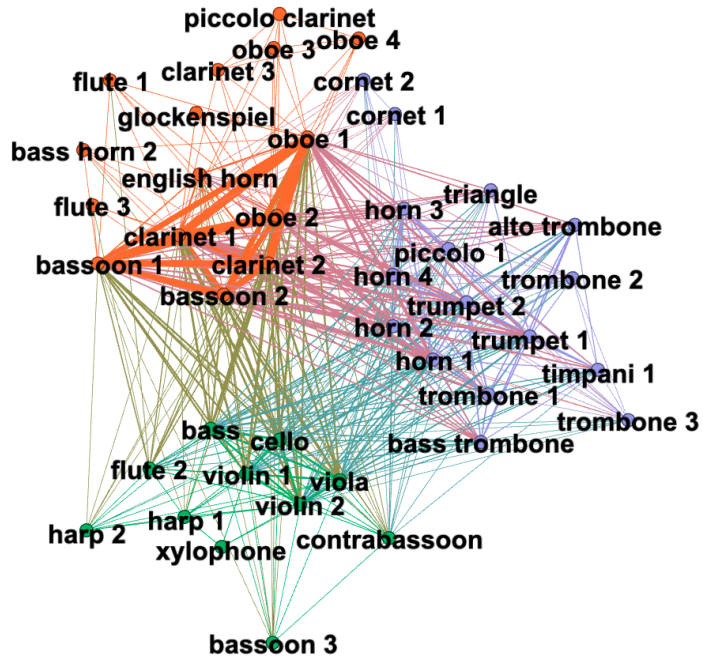 piccolo clarinet
oboe 3
oboe 4
clarinet 3
flute 1
cornet 2
glockenspiel
cornet 1
oboe 1
bass horn 2
english horn
triangle
flute 3
oboe 2
horn 3
alto trombone
clarinet 1
piccolo 1
bassoon 1
clarinet 2
horn 4
trombone 2
bassoon 2
trumpet 2
horn 2
trumpet 1
horn 1
timpani 1
trombone 1
trombone 3
bass
cello
bass trombone
flute 2
violin 1
viola
violin 2
harp 2
harp 1
xylophone
contrabassoon
bassoon 3